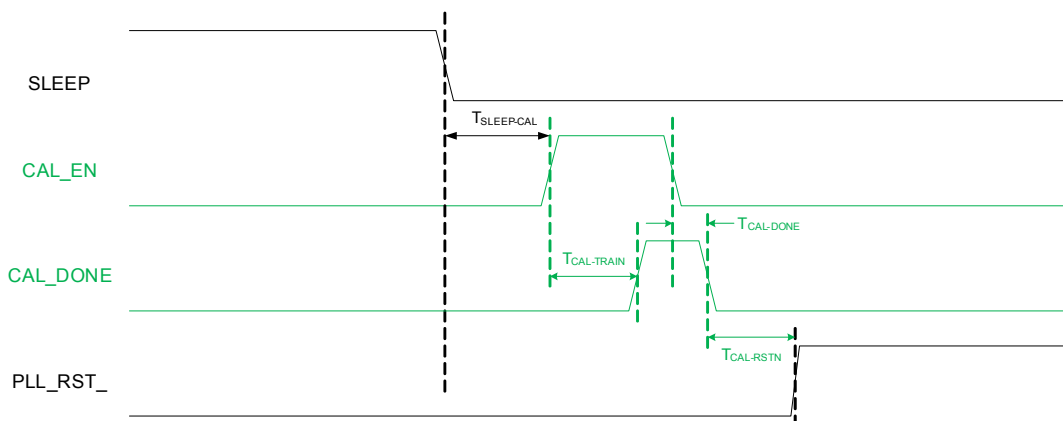 SLEEP
TSLEEP-CAL
CAL_EN
TCAL-DONE
TCAL-TRAIN
CAL_DONE
TCAL-RSTN
PLL_RST_